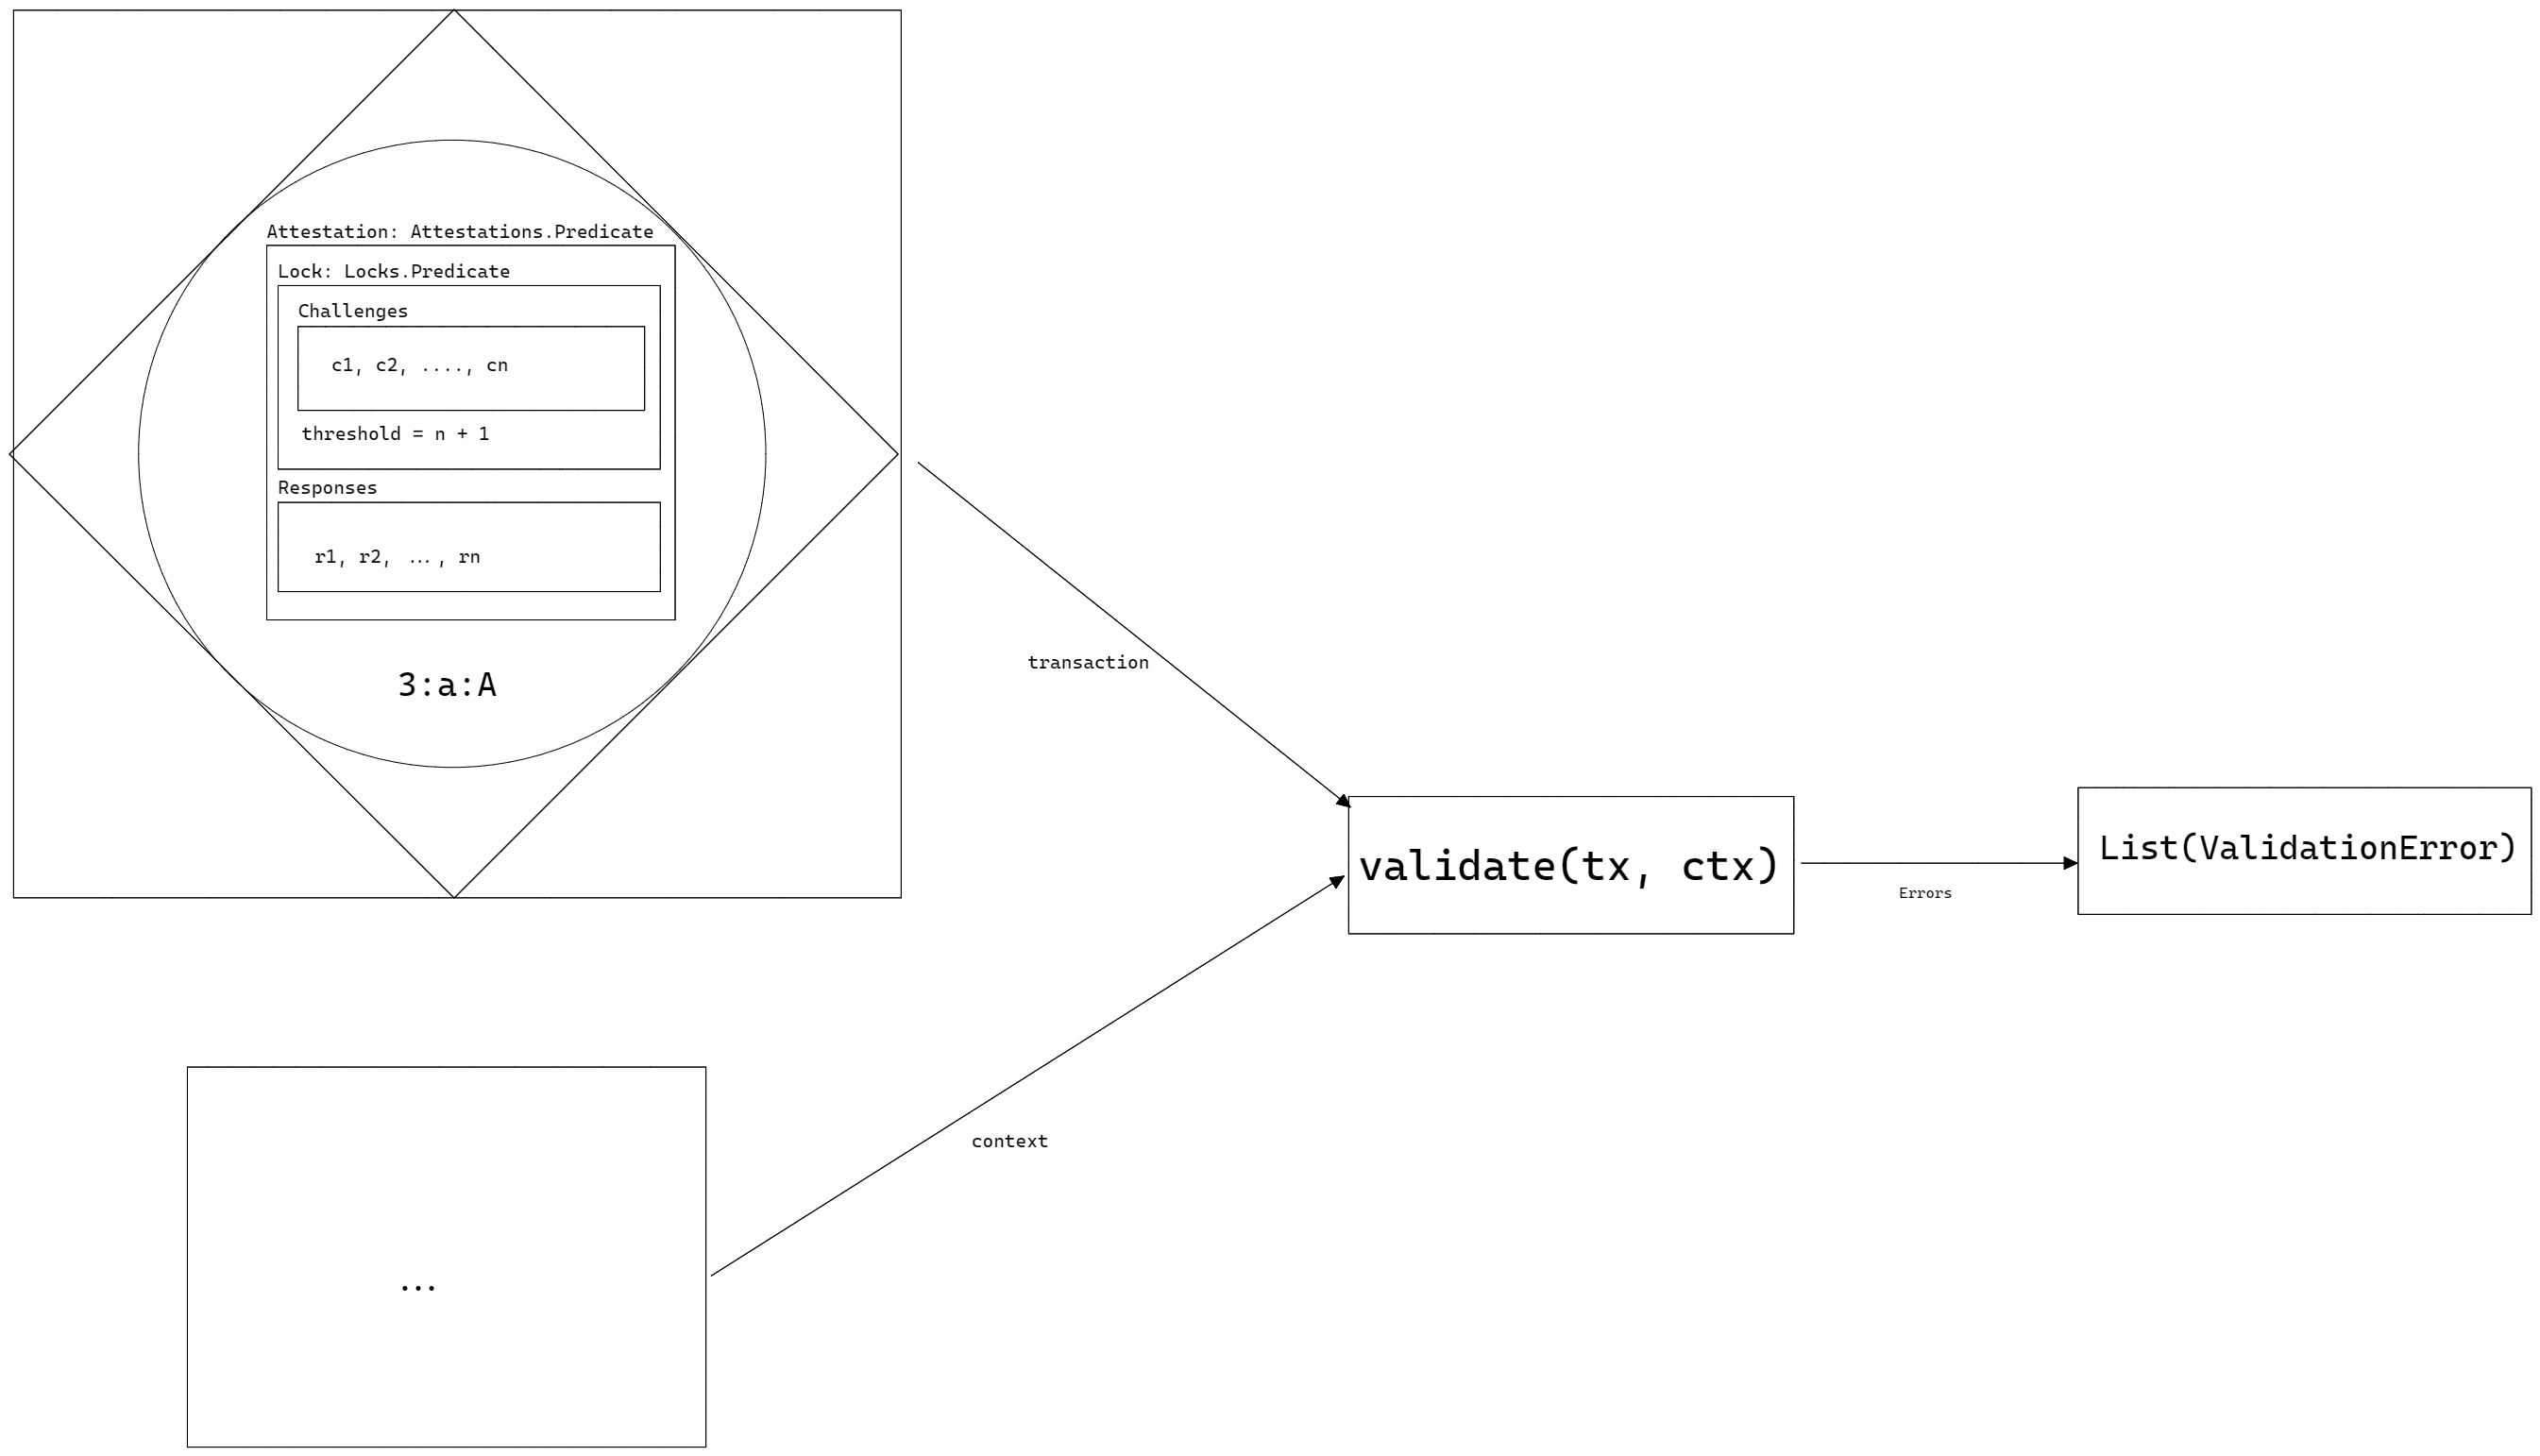 Attestation: Attestations.Predicate
Lock: Locks.Predicate
Challenges
c1, c2, ...., cn
threshold = n + 1
Responses
r1, r2, ..., rn
3:a:A
transaction
validate(tx, ctx)
Errors
List(ValidationError)
context
...